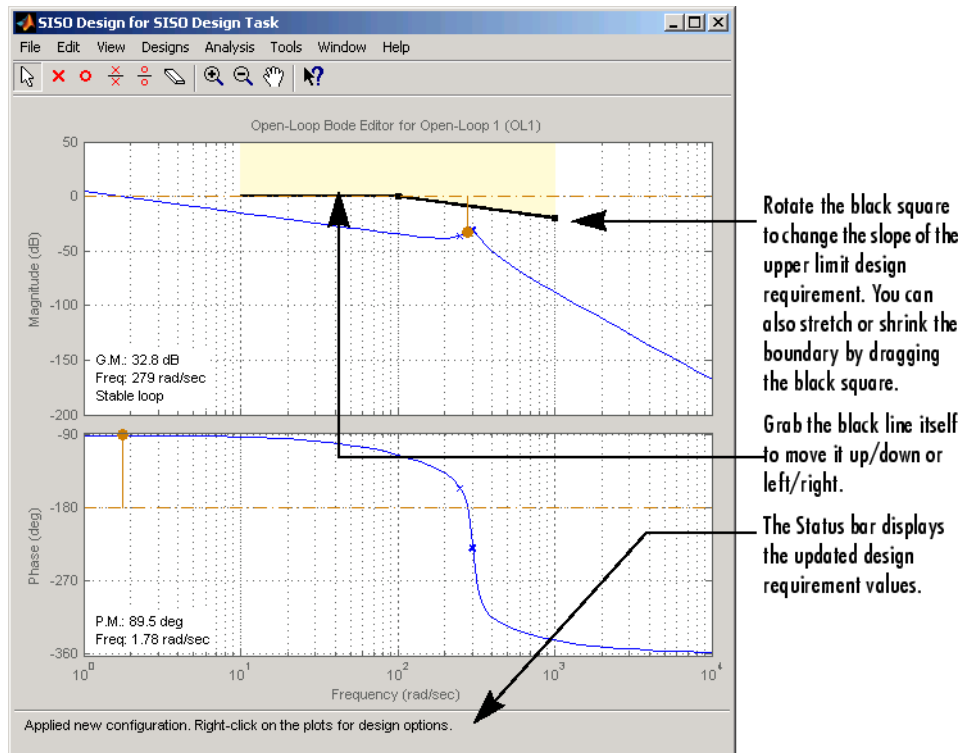 SISO Design for SISO Design Task
File Edit View Designs Analysis Tools Window Help
Open-Loop Bode Editor for Open-Loop 1 (OL1)
50
0
-50
-100
-150
-200
Magnitude (dB)
G.M.: 32.8 dB
Freq: 279 rad/sec
Stable loop
-90
-180
-270
-360
Phase (deg)
P.M.: 89.5 deg
Freq: 1.78 rad/sec
10^0 10^1 10^2 10^3 10^4
Frequency (rad/sec)
Applied new configuration. Right-click on the plots for design options.
Rotate the black square
to change the slope of the
upper limit design
requirement. You can
also stretch or shrink the
boundary by dragging
the black square.
Grab the black line itself
to move it up/down or
left/right.
The Status bar displays
the updated design
requirement values.